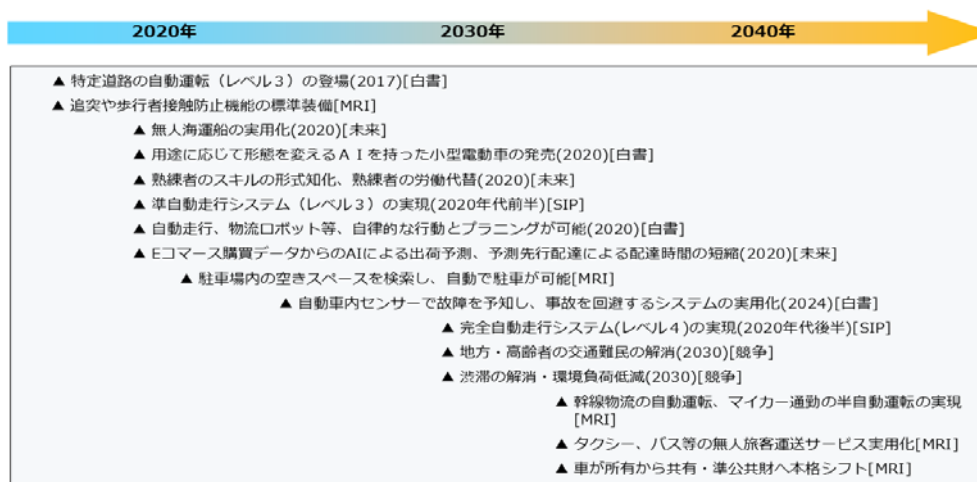 2020年 2030年 2040年
▲ 特定道路の自動運転（レベル３）の登場(2017)[白書]
▲ 追突や歩行者接触防止機能の標準装備[MRI]
▲ 無人海運船の実用化(2020)[未来]
▲ 用途に応じて形態を変えるＡＩを持った小型電動車の発売(2020)[白書]
▲ 熟練者のスキルの形式知化、熟練者の労働代替(2020)[未来]
▲ 準自動走行システム（レベル３）の実現(2020年代前半)[SIP]
▲ 自動走行、物流ロボット等、自律的な行動とプラニングが可能(2020)[白書]
▲ Eコマース購買データからのAIによる出荷予測、予測先行配達による配達時間の短縮(2020)[未来]
▲ 駐車場内の空きスペースを検索し、自動で駐車が可能[MRI]
▲ 自動車内センサーで故障を予知し、事故を回避するシステムの実用化(2024)[白書]
▲ 完全自動走行システム(レベル４)の実現(2020年代後半)[SIP]
▲ 地方・高齢者の交通難民の解消(2030)[競争]
▲ 渋滞の解消・環境負荷低減(2030)[競争]
▲ 幹線物流の自動運転、マイカー通勤の半自動運転の実現
[MRI]
▲ タクシー、バス等の無人旅客運送サービス実用化[MRI]
▲ 車が所有から共有・準公共財へ本格シフト[MRI]